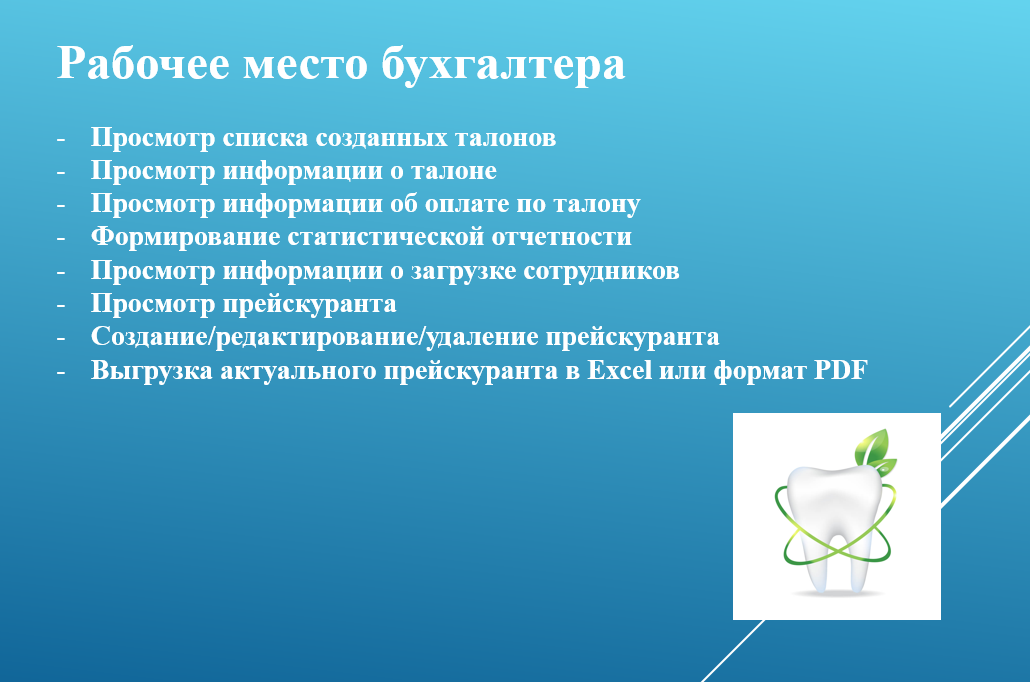 Рабочее место бухгалтера
- Просмотр списка созданных талонов
- Просмотр информации о талоне
- Просмотр информации об оплате по талону
- Формирование статистической отчетности
- Просмотр информации о загрузке сотрудников
- Просмотр прейскуранта
- Создание/редактирование/удаление прейскуранта
- Выгрузка актуального прейскуранта в Excel или формат PDF